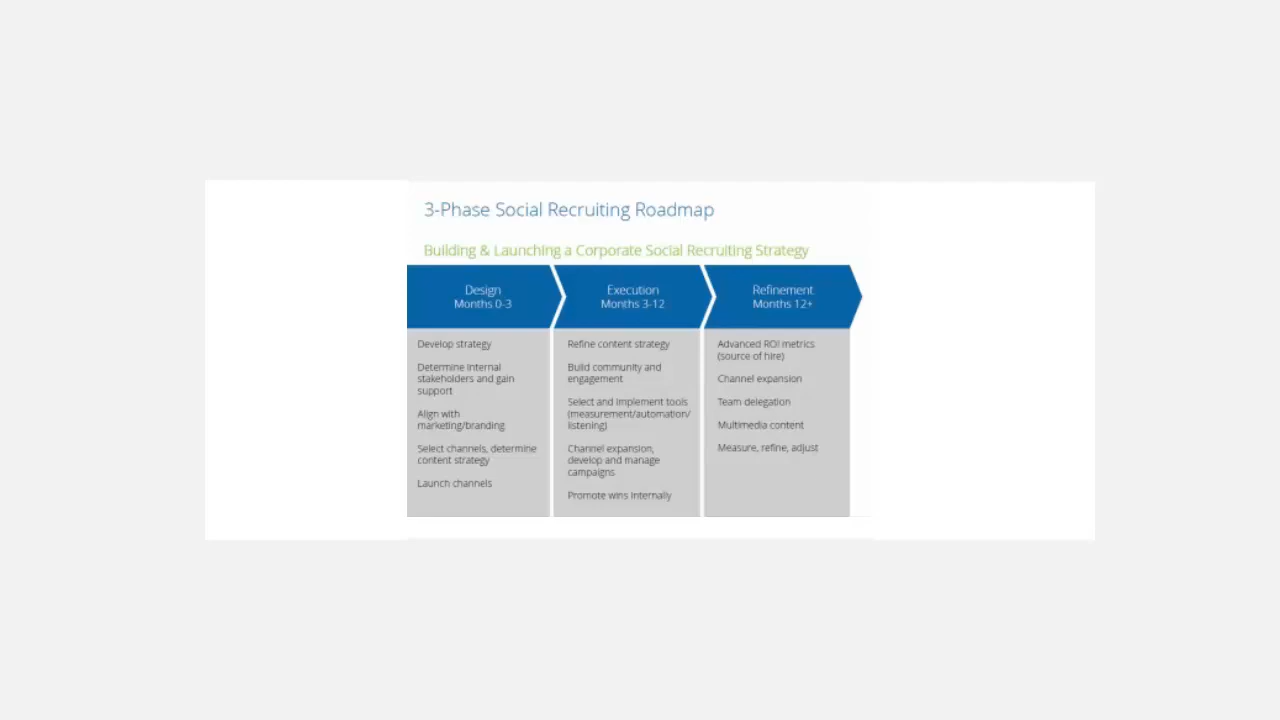 3-Phase Social Recruiting Roadmap
Building & Launching a Corporate Social Recruiting Strategy
Design
Months 0-3
Develop strategy
Determine internal
stakeholders and gain
support
Align with
marketing/branding
Select channels, determine
content strategy
Launch channels
Execution
Months 3-12
Refine content strategy
Build community and
engagement
Select and implement tools
(measurement/automation/
listening)
Channel expansion,
develop and manage
campaigns
Promote wins internally
Refinement
Months 12+
Advanced ROI metrics
(source of hire)
Channel expansion
Team delegation
Multimedia content
Measure, refine, adjust